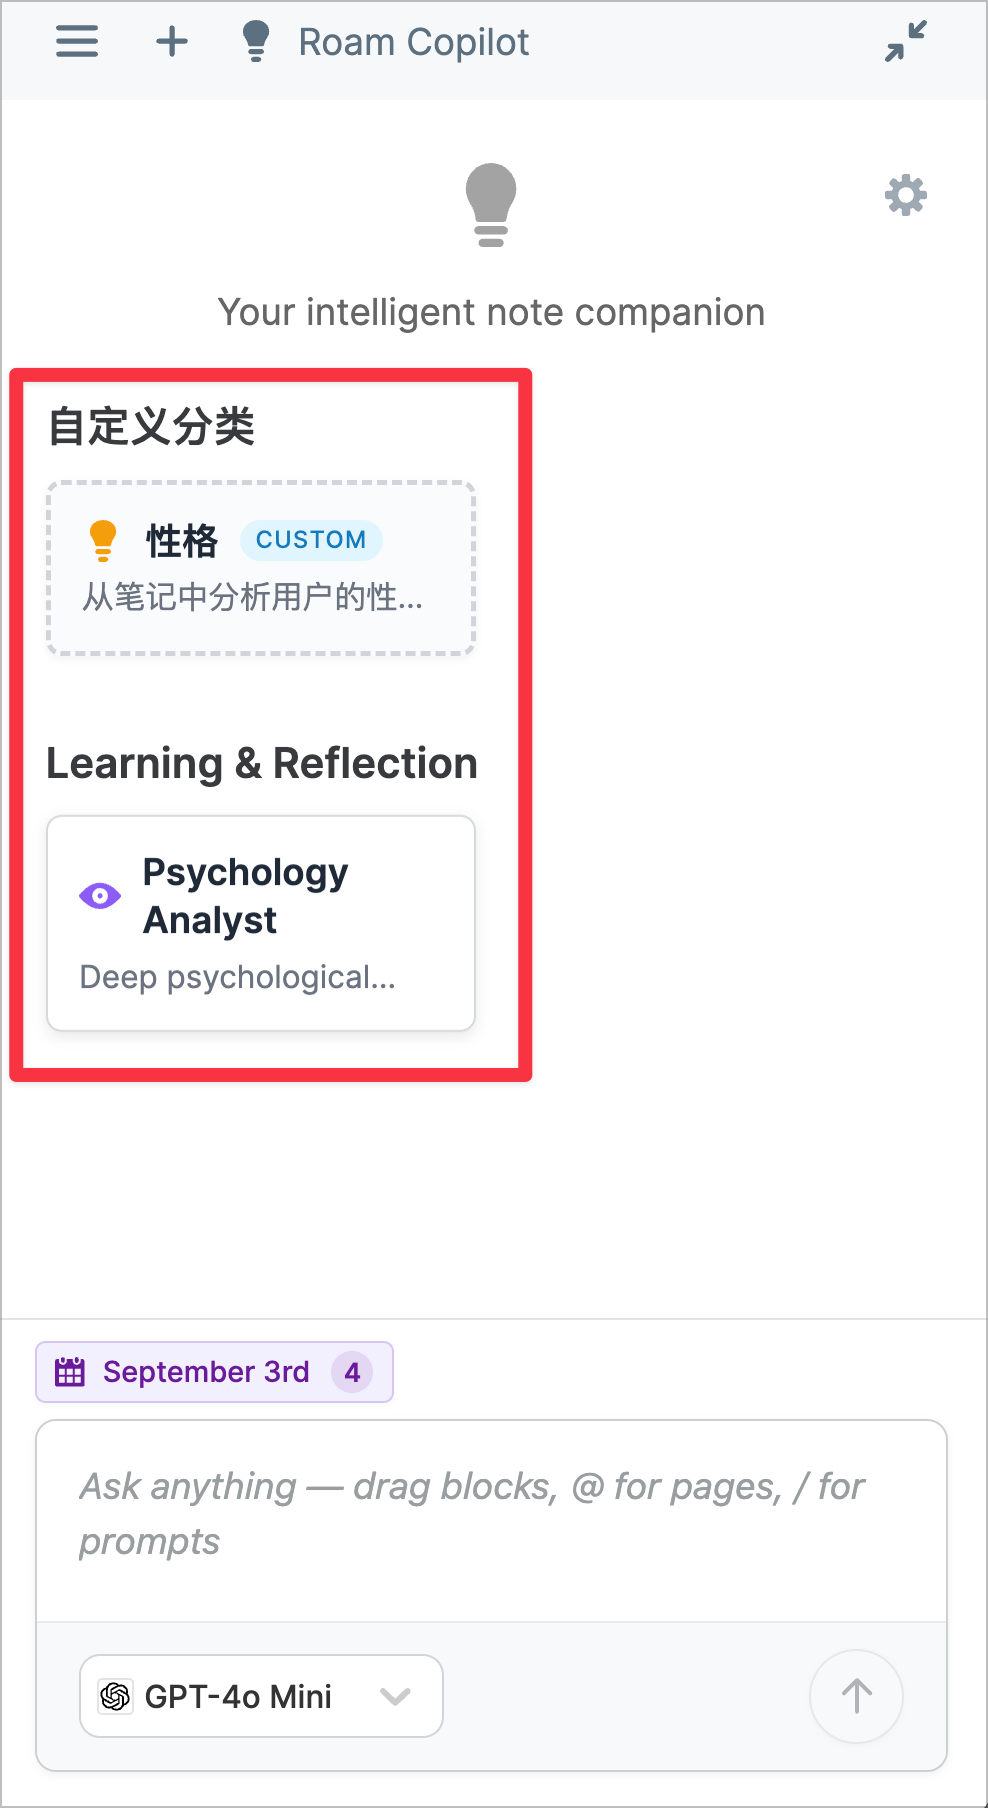 Roam Copilot
Your intelligent note companion
自定义分类
性格 CUSTOM
从笔记中分析用户的性...
Learning & Reflection
Psychology
Analyst
Deep psychological...
September 3rd 4
Ask anything — drag blocks, @ for pages, / for
prompts
GPT-4o Mini